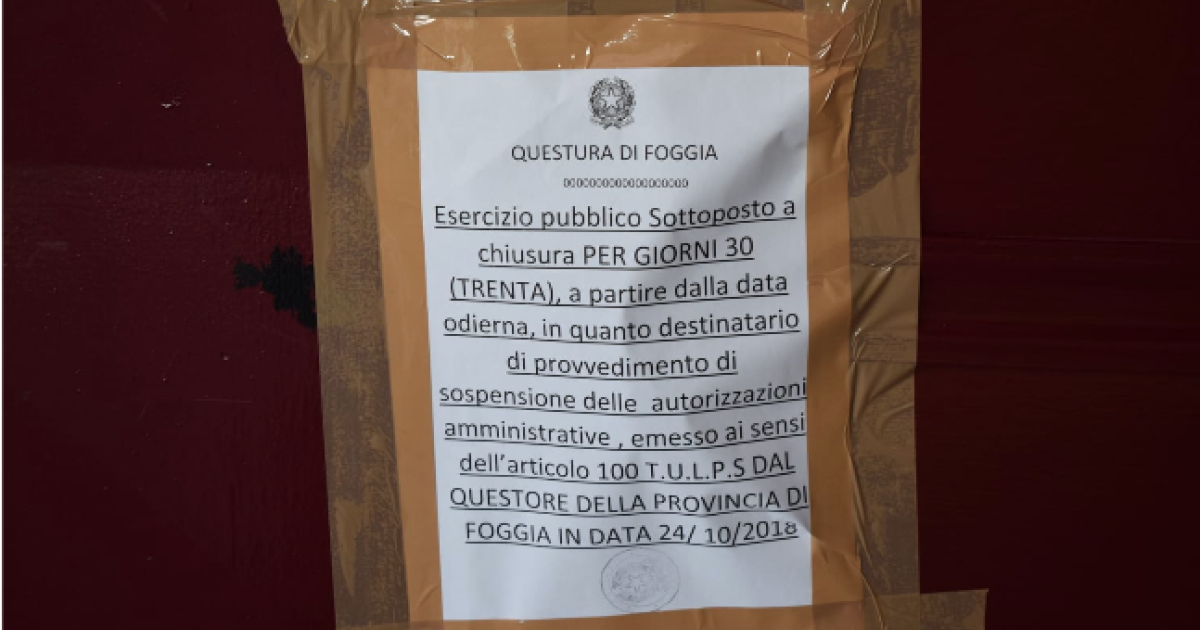 QUESTURA DI FOGGIA
0000000000000000000
Esercizio pubblico Sottoposto a
chiusura PER GIORNI 30
(TRENTA), a partire dalla data
odierna, in quanto destinatario
di provvedimento di
sospensione delle autorizzazioni
amministrative , emesso ai sensi
dell'articolo 100 T.U.L.P.S DAL
QUESTORE DELLA PROVINCIA DI
FOGGIA IN DATA 24/ 10/2018